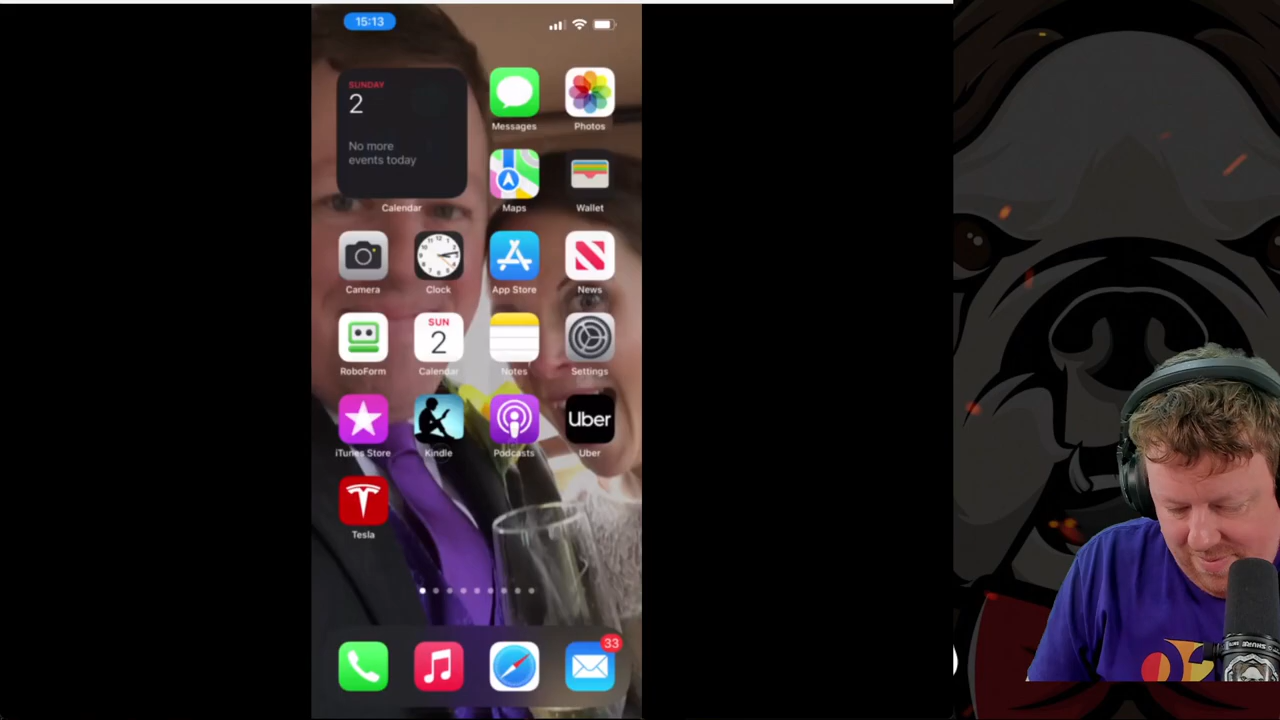 15:13
SUNDAY
2
No more
events today
Calendar
Messages
Photos
Maps
Wallet
Camera
Clock
App Store
News
RoboForm
SUN
2
Calendar
Notes
Settings
iTunes Store
Kindle
Podcasts
Uber
Uber
Tesla
33